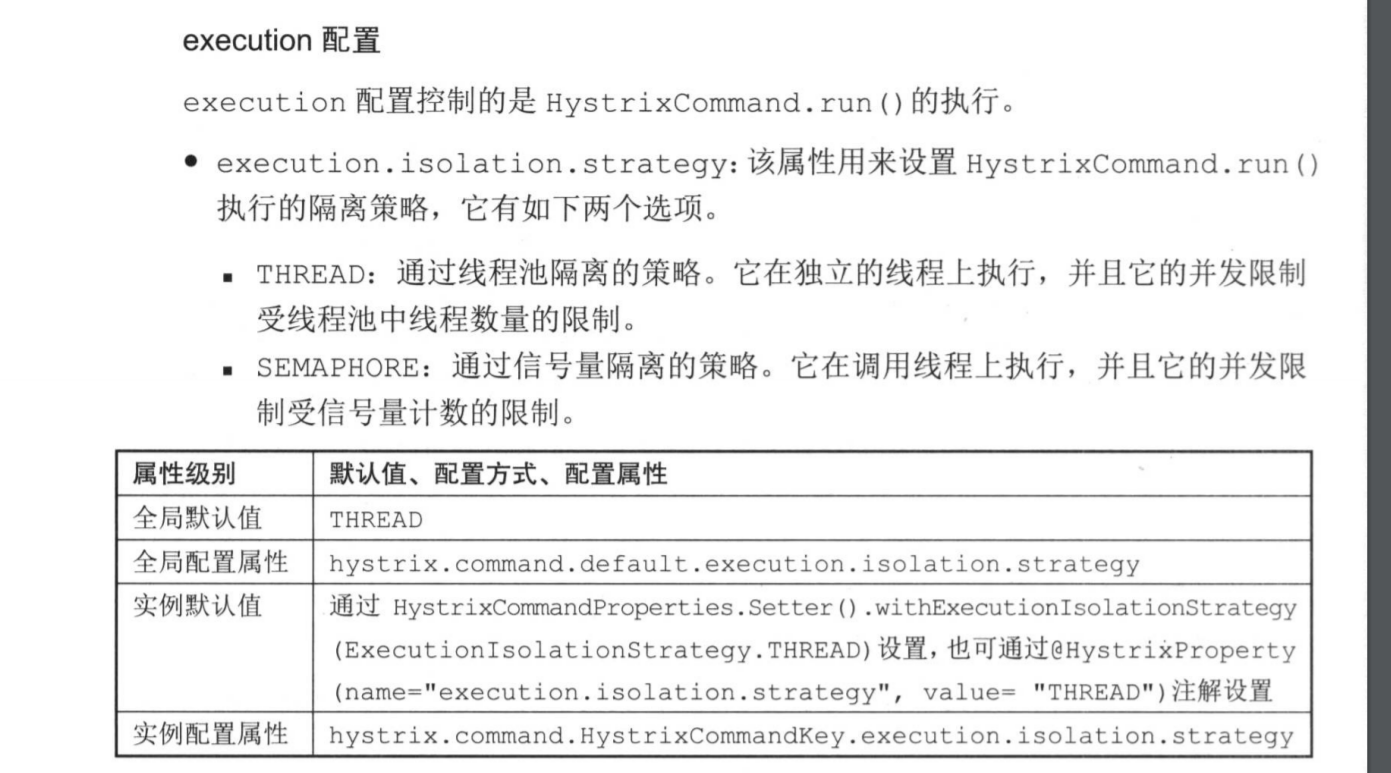 execution 配置
execution 配置控制的是 HystrixCommand.run()的执行。
● execution.isolation.strategy: 该属性用来设置 HystrixCommand.run()
执行的隔离策略，它有如下两个选项。
■ THREAD：通过线程池隔离的策略。它在独立的线程上执行，并且它的并发限制
受线程池中线程数量的限制。
■ SEMAPHORE：通过信号量隔离的策略。它在调用线程上执行，并且它的并发限
制受信号量计数的限制。
属性级别 默认值、配置方式、配置属性
全局默认值 THREAD
全局配置属性 hystrix.command.default.execution.isolation.strategy
实例默认值 通过 HystrixCommandProperties.Setter().withExecutionIsolationStrategy
(ExecutionIsolationStrategy.THREAD)设置，也可通过@HystrixProperty
(name="execution.isolation.strategy", value= "THREAD")注解设置
实例配置属性 hystrix.command.HystrixCommandKey.execution.isolation.strategy